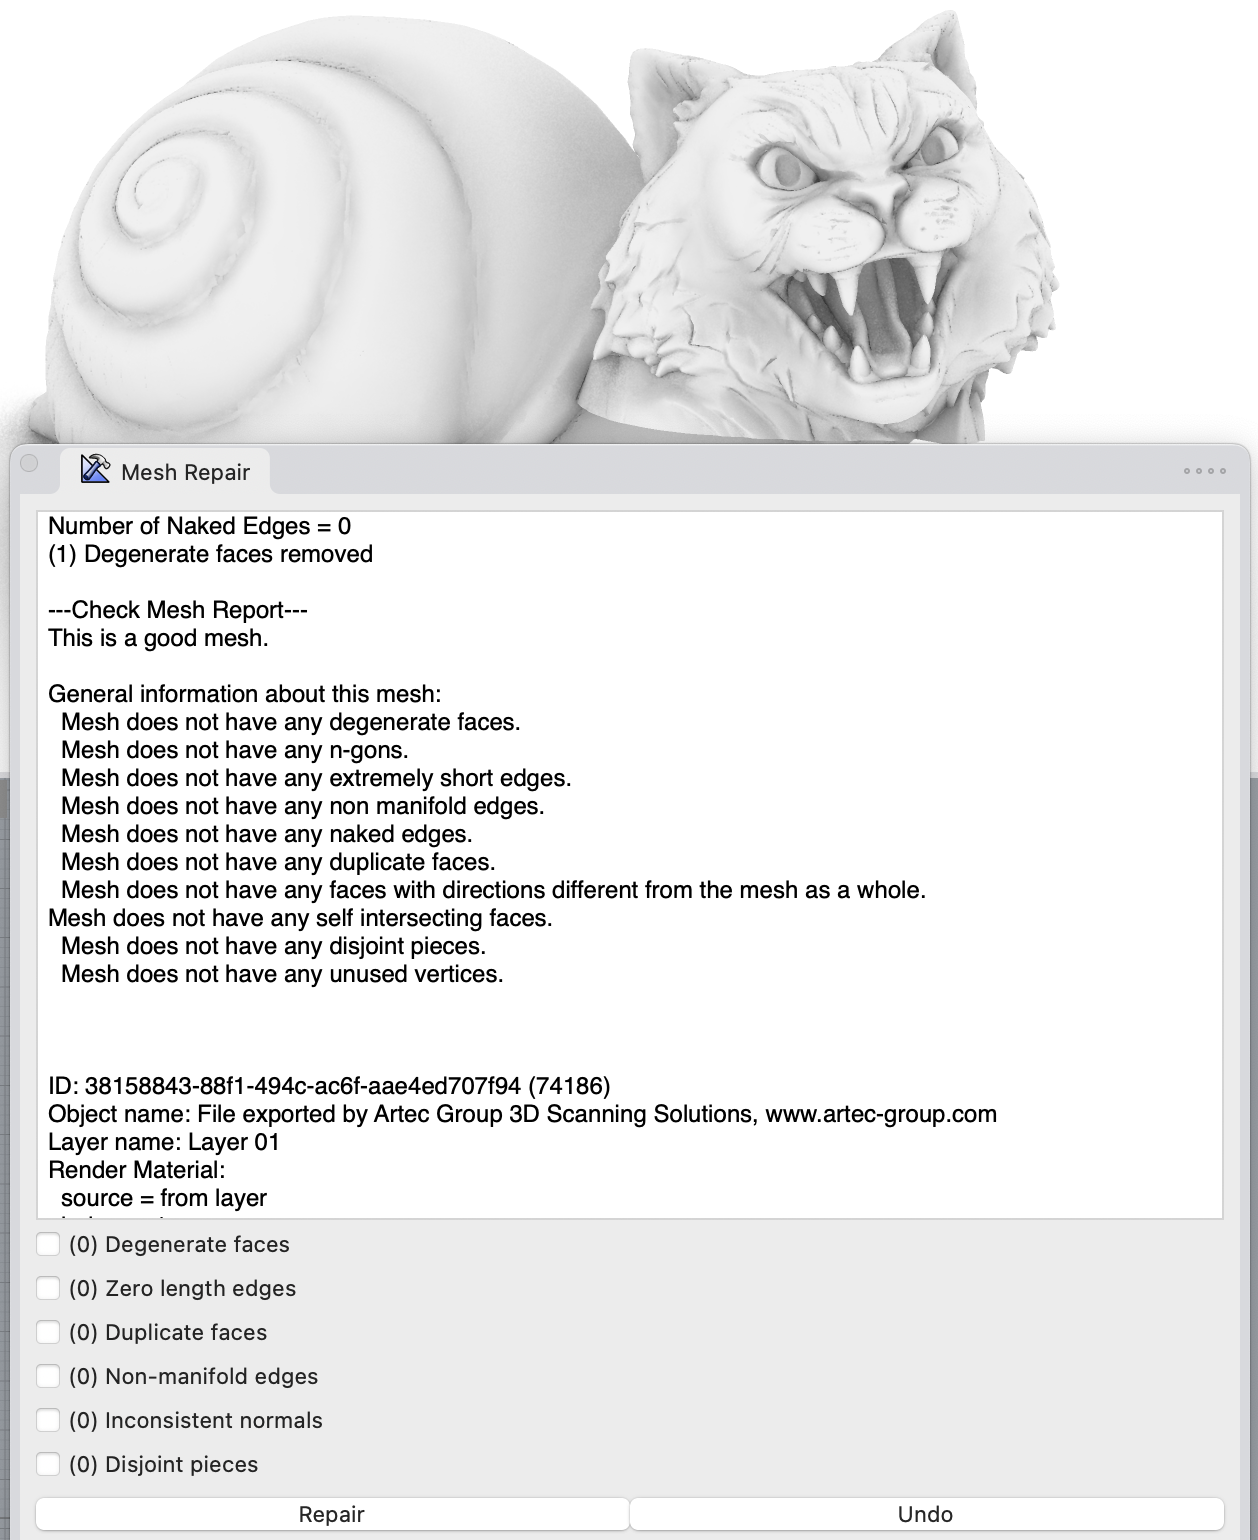 Mesh Repair
Number of Naked Edges = 0
(1) Degenerate faces removed
---Check Mesh Report---
This is a good mesh.
General information about this mesh:
Mesh does not have any degenerate faces.
Mesh does not have any n-gons.
Mesh does not have any extremely short edges.
Mesh does not have any non manifold edges.
Mesh does not have any naked edges.
Mesh does not have any duplicate faces.
Mesh does not have any faces with directions different from the mesh as a whole.
Mesh does not have any self intersecting faces.
Mesh does not have any disjoint pieces.
Mesh does not have any unused vertices.
ID: 38158843-88f1-494c-ac6f-aae4ed707f94 (74186)
Object name: File exported by Artec Group 3D Scanning Solutions, www.artec-group.com
Layer name: Layer 01
Render Material:
source = from layer
(0) Degenerate faces
(0) Zero length edges
(0) Duplicate faces
(0) Non-manifold edges
(0) Inconsistent normals
(0) Disjoint pieces
Repair
Undo